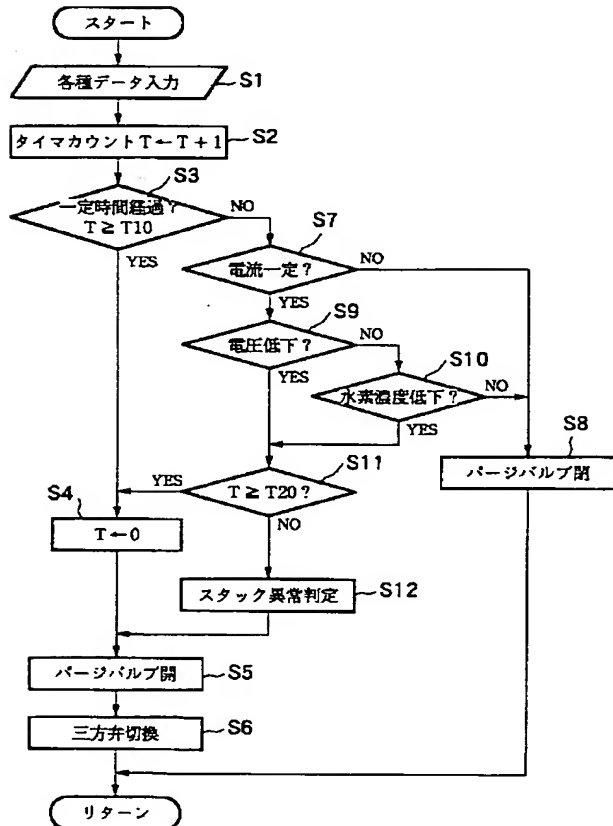 スタート
各種データ入力
S1
タイマカウント T ← T + 1
S2
S3
一定時間経過?
T ≧ T10
NO
YES
S7
電流一定?
NO
YES
S9
電圧低下?
NO
YES
S10
水素濃度低下?
NO
YES
S8
パージバルブ閉
S11
T ≧ T20?
YES
NO
S4
T ← 0
スタック異常判定
S12
パージバルブ開
S5
三方弁切換
S6
リターン